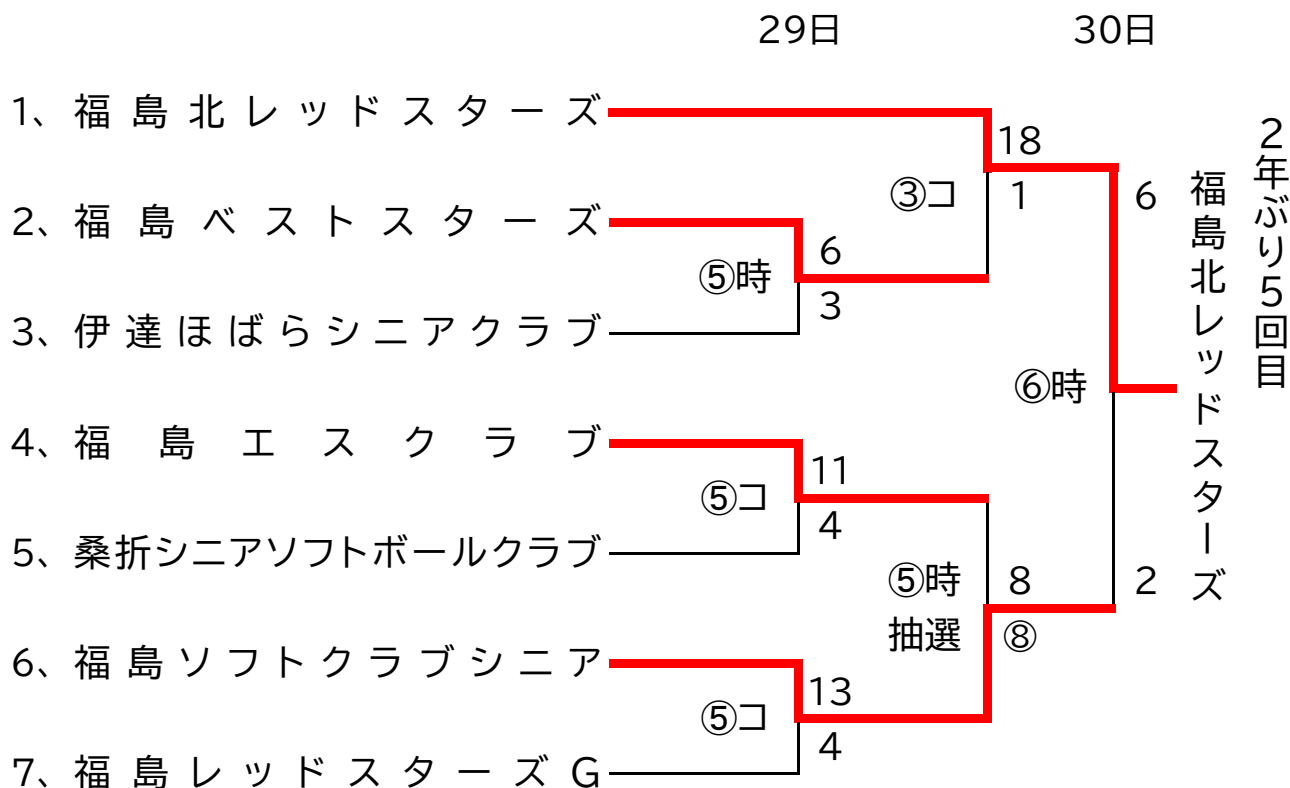 29日 30日
1、福島北レッドスターズ
2、福島ベストスターズ
3、伊達ほばらシニアクラブ
4、福島エスクラブ
5、桑折シニアソフトボールクラブ
6、福島ソフトクラブシニア
7、福島レッドスターズG
⑤時
6
3
⑤コ
11
4
⑤コ
13
4
③コ
18
1
⑤時
抽選
8
⑧
⑥時
6
2
福島北レッドスターズ
2年ぶり5回目